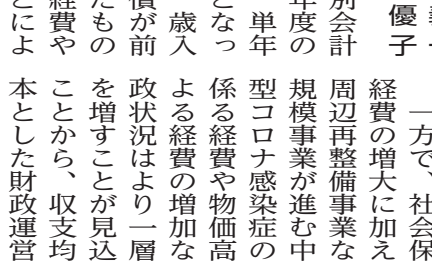 優子
別会計
年度の
となっ
単年
歳入
債が前
たもの
経費や
とによ
一方で、社会保
経費の増大に加え
周辺再整備事業な
規模事業が進む中
型コロナ感染症の
係る経費や物価高
よる経費の増加な
政状況はより一層
を増すことが見込
ことから、収支均
本とした財政運営